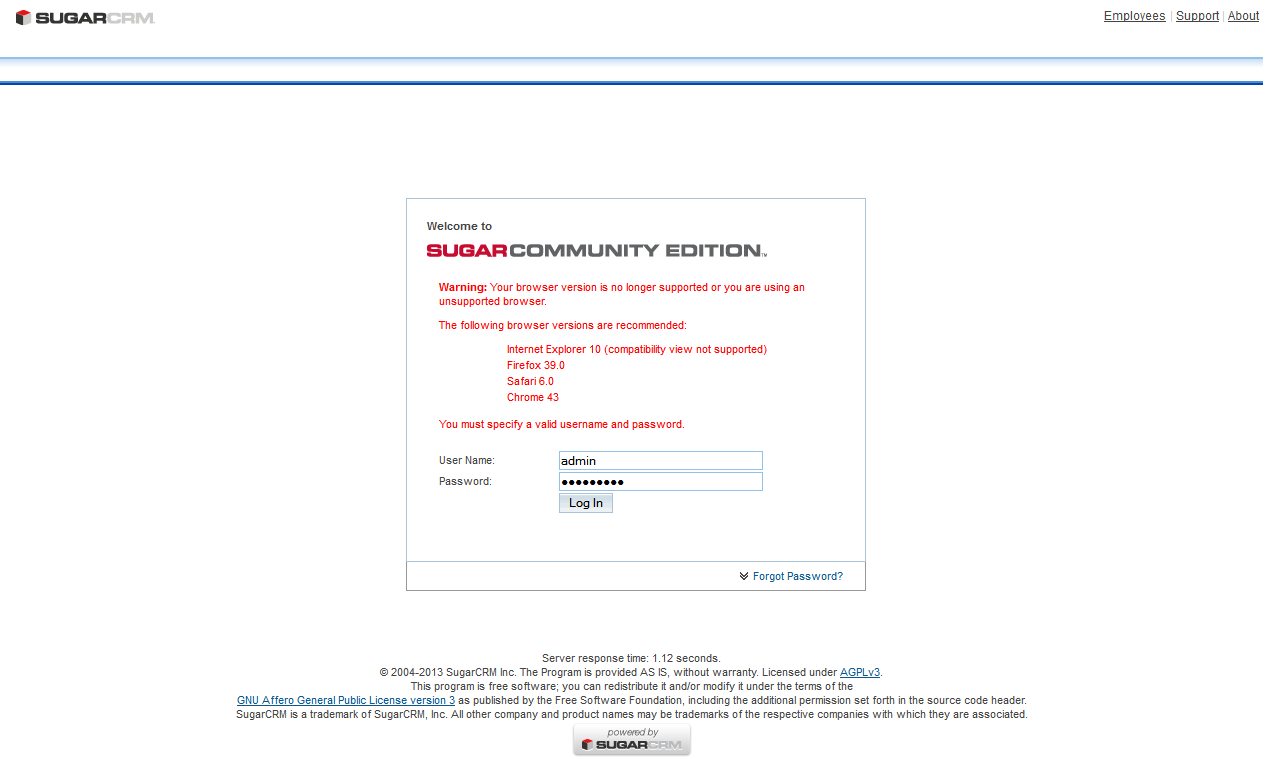 SUGARCRM.
Employees | Support | About
Welcome to
SUGARCOMMUNITY EDITION™
Warning: Your browser version is no longer supported or you are using an
unsupported browser.
The following browser versions are recommended:
Internet Explorer 10 (compatibility view not supported)
Firefox 39.0
Safari 6.0
Chrome 43
You must specify a valid username and password.
User Name: admin
Password: •••••••••
Log In
Forgot Password?
Server response time: 1.12 seconds.
© 2004-2013 SugarCRM Inc. The Program is provided AS IS, without warranty. Licensed under AGPLv3.
This program is free software; you can redistribute it and/or modify it under the terms of the
GNU Affero General Public License version 3 as published by the Free Software Foundation, including the additional permission set forth in the source code header.
SugarCRM is a trademark of SugarCRM, Inc. All other company and product names may be trademarks of the respective companies with which they are associated.
powered by
SUGARCRM.